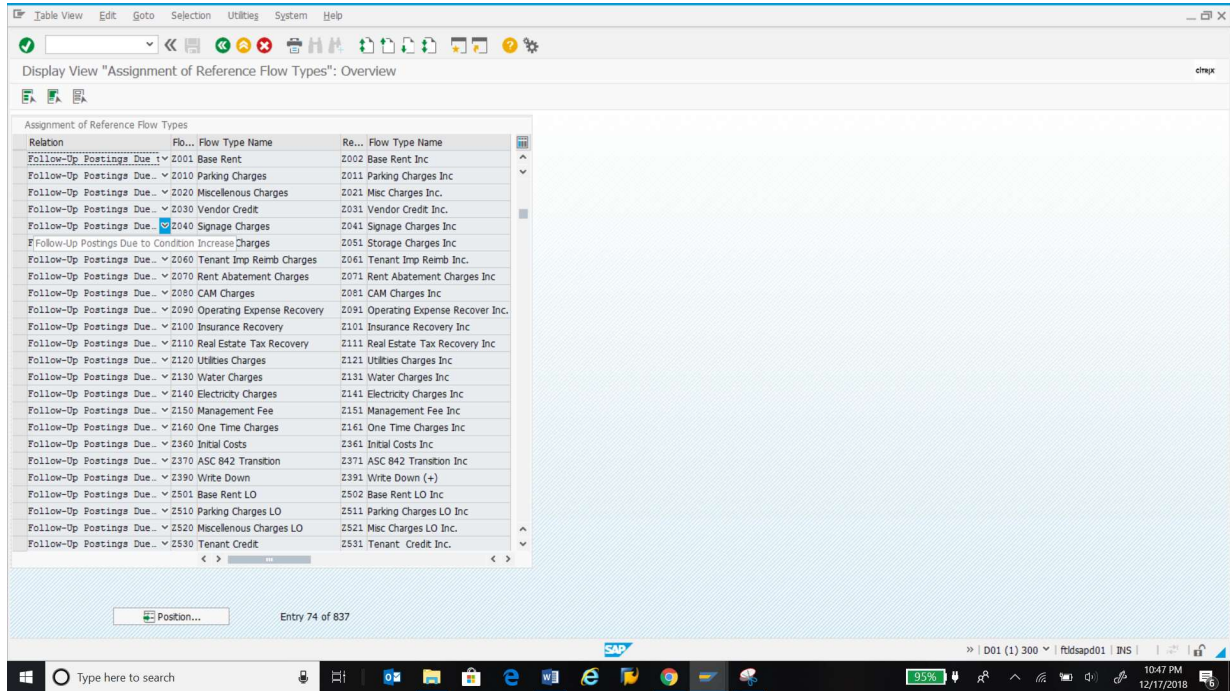 Table View Edit Goto Selection Utilities System Help
Display View "Assignment of Reference Flow Types": Overview
citrix
Assignment of Reference Flow Types
Relation Flo... Flow Type Name Re... Flow Type Name
Follow-Up Postings Due t Z001 Base Rent Z002 Base Rent Inc
Follow-Up Postings Due.. Z010 Parking Charges Z011 Parking Charges Inc
Follow-Up Postings Due.. Z020 Miscellenous Charges Z021 Misc Charges Inc.
Follow-Up Postings Due.. Z030 Vendor Credit Z031 Vendor Credit Inc.
Follow-Up Postings Due.. Z040 Signage Charges Z041 Signage Charges Inc
F Follow-Up Postings Due to Condition Increase Charges Z051 Storage Charges Inc
Follow-Up Postings Due.. Z060 Tenant Imp Reimb Charges Z061 Tenant Imp Reimb Inc.
Follow-Up Postings Due.. Z070 Rent Abatement Charges Z071 Rent Abatement Charges Inc
Follow-Up Postings Due.. Z080 CAM Charges Z081 CAM Charges Inc
Follow-Up Postings Due.. Z090 Operating Expense Recovery Z091 Operating Expense Recover Inc.
Follow-Up Postings Due.. Z100 Insurance Recovery Z101 Insurance Recovery Inc
Follow-Up Postings Due.. Z110 Real Estate Tax Recovery Z111 Real Estate Tax Recovery Inc
Follow-Up Postings Due.. Z120 Utilities Charges Z121 Utilities Charges Inc
Follow-Up Postings Due.. Z130 Water Charges Z131 Water Charges Inc
Follow-Up Postings Due.. Z140 Electricity Charges Z141 Electricity Charges Inc
Follow-Up Postings Due.. Z150 Management Fee Z151 Management Fee Inc
Follow-Up Postings Due.. Z160 One Time Charges Z161 One Time Charges Inc
Follow-Up Postings Due.. Z360 Initial Costs Z361 Initial Costs Inc
Follow-Up Postings Due.. Z370 ASC 842 Transition Z371 ASC 842 Transition Inc
Follow-Up Postings Due.. Z390 Write Down Z391 Write Down (+)
Follow-Up Postings Due.. Z501 Base Rent LO Z502 Base Rent LO Inc
Follow-Up Postings Due.. Z510 Parking Charges LO Z511 Parking Charges LO Inc
Follow-Up Postings Due.. Z520 Miscellenous Charges LO Z521 Misc Charges LO Inc.
Follow-Up Postings Due.. Z530 Tenant Credit Z531 Tenant Credit Inc.
Position... Entry 74 of 837
SAP D01 (1) 300 ftldsapd01 INS
Type here to search 95% 10:47 PM
12/17/2018 6